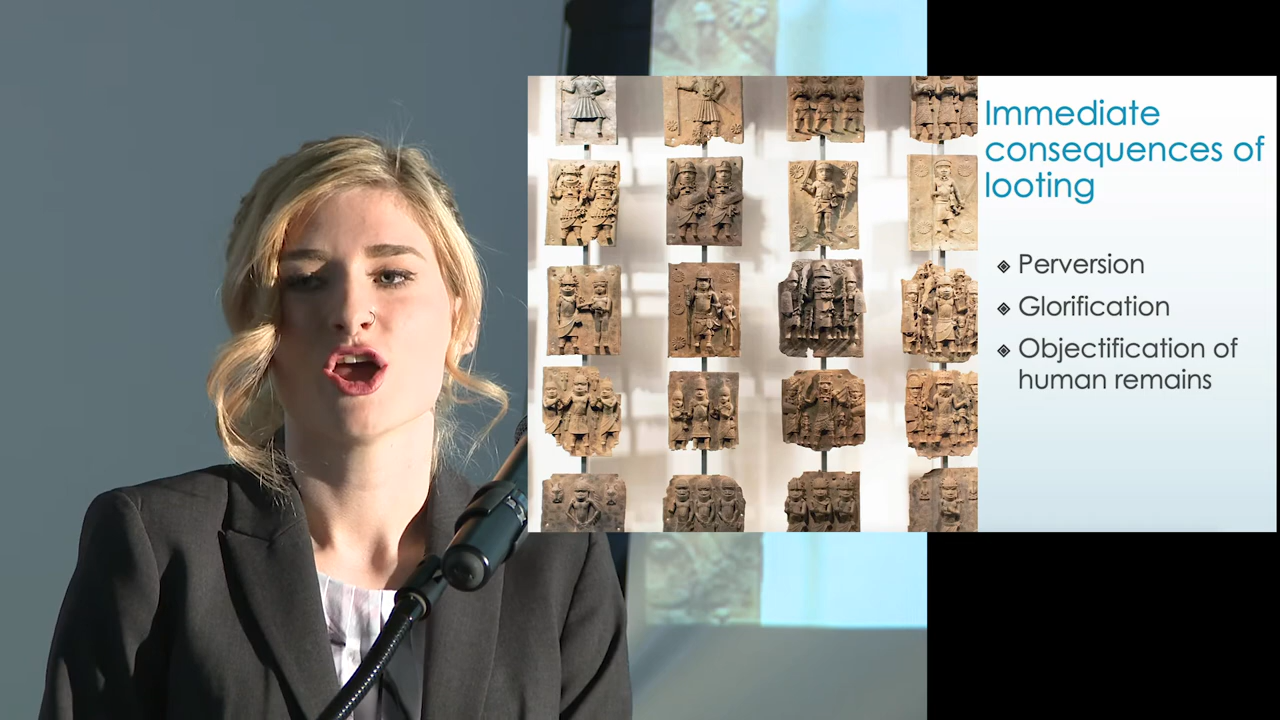 Immediate
consequences of
looting
Perversion
Glorification
Objectification of
human remains